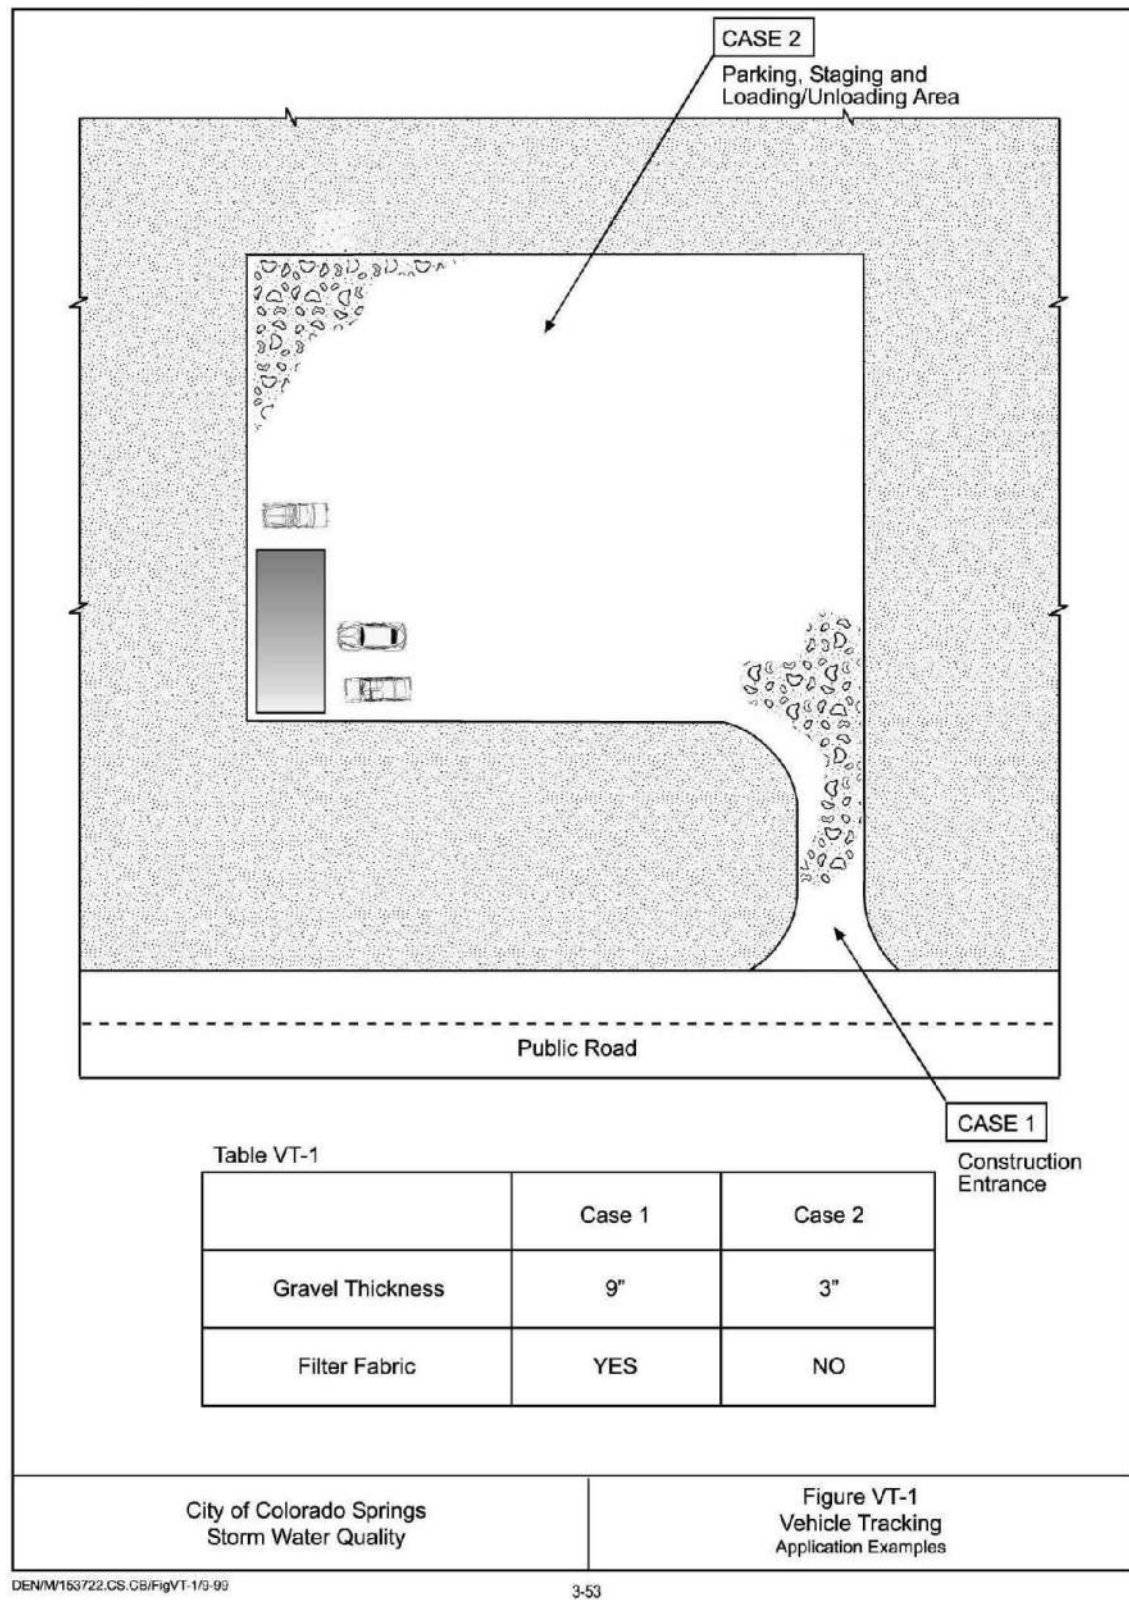 CASE 2
Parking, Staging and
Loading/Unloading Area
Public Road
CASE 1
Construction
Entrance
Table VT-1
Case 1 Case 2
Gravel Thickness 9” 3”
Filter Fabric YES NO
City of Colorado Springs
Storm Water Quality
Figure VT-1
Vehicle Tracking
Application Examples
DEN/M/153722.CS.CB/FigVT-1/9-99
3-53